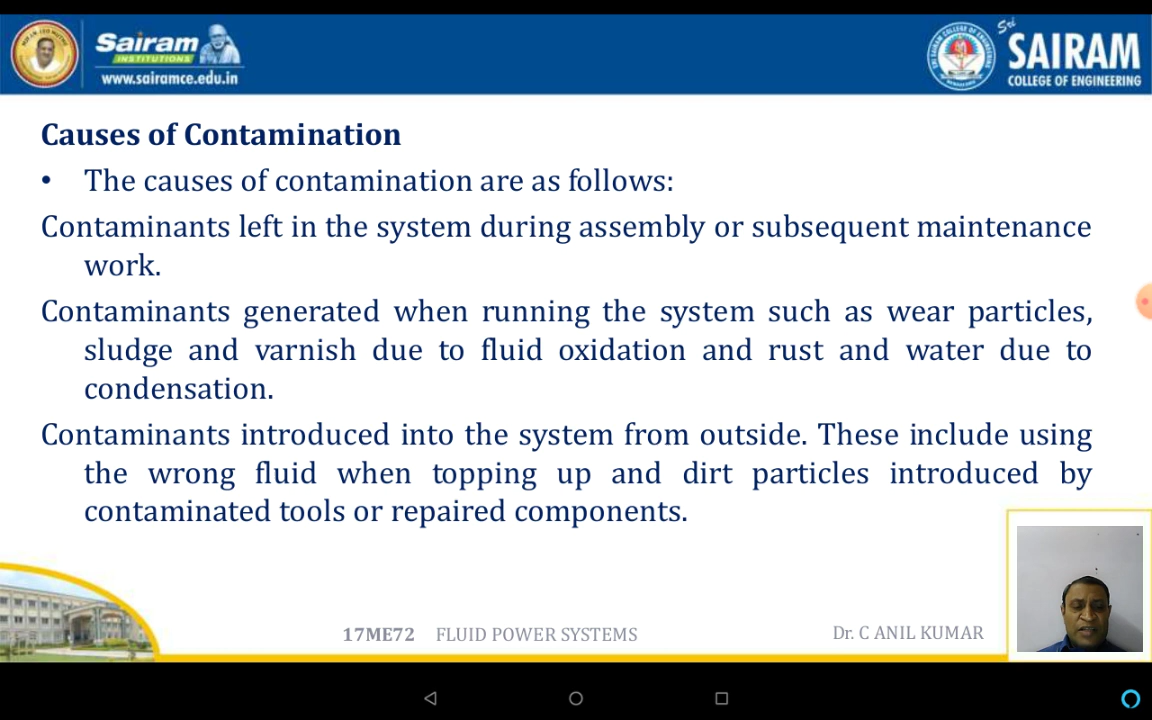 Sairam
INSTITUTIONS
www.sairamce.edu.in
Sri
SAIRAM
COLLEGE OF ENGINEERING
Causes of Contamination
• The causes of contamination are as follows:
Contaminants left in the system during assembly or subsequent maintenance
work.
Contaminants generated when running the system such as wear particles,
sludge and varnish due to fluid oxidation and rust and water due to
condensation.
Contaminants introduced into the system from outside. These include using
the wrong fluid when topping up and dirt particles introduced by
contaminated tools or repaired components.
17ME72 FLUID POWER SYSTEMS
Dr. C ANIL KUMAR